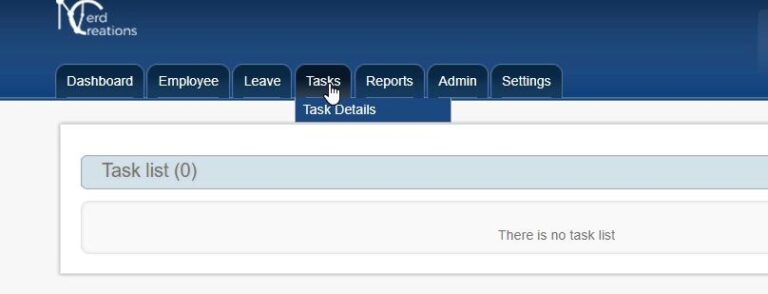 Nerd
Creations
Dashboard Employee Leave Tasks Reports Admin Settings
Task Details
Task list (0)
There is no task list